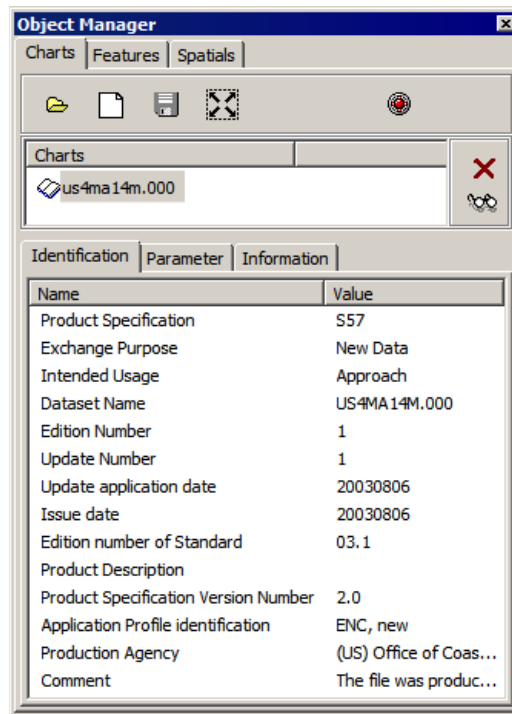 Object Manager
Charts Features Spatials
Charts
us4ma14m.000
Identification Parameter Information
Name Value
Product Specification S57
Exchange Purpose New Data
Intended Usage Approach
Dataset Name US4MA14M.000
Edition Number 1
Update Number 1
Update application date 20030806
Issue date 20030806
Edition number of Standard 03.1
Product Description
Product Specification Version Number 2.0
Application Profile identification ENC, new
Production Agency (US) Office of Coas...
Comment The file was produc...